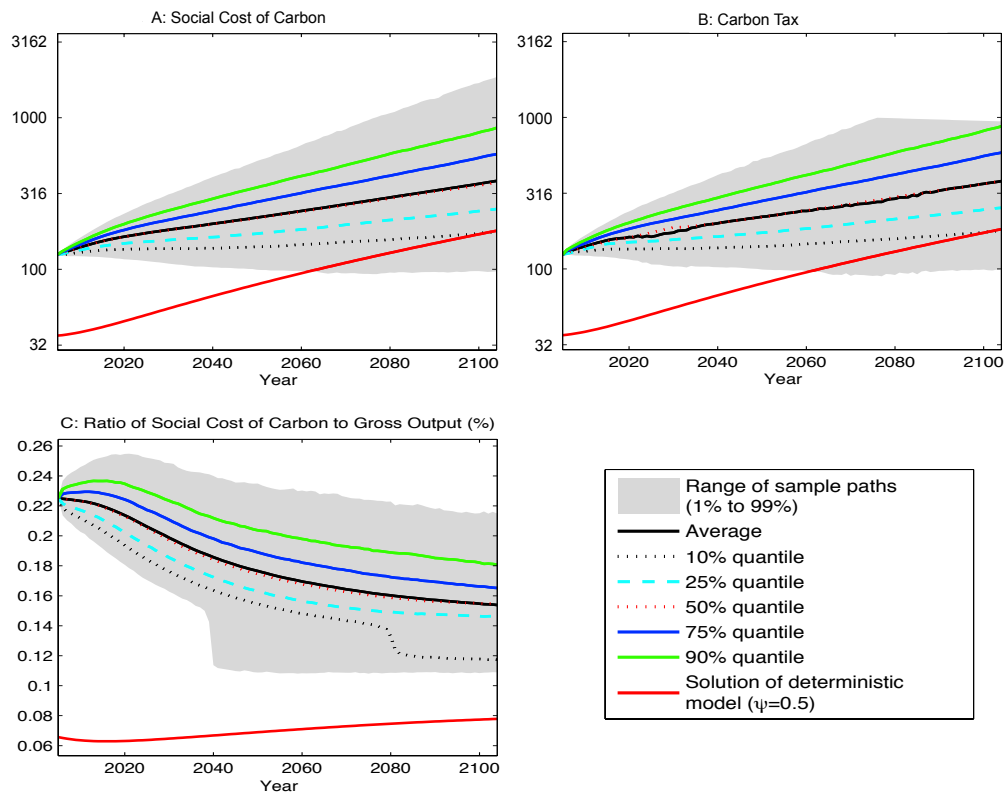 A: Social Cost of Carbon
3162
1000
316
100
32
2020
2040
2060
2080
2100
Year
B: Carbon Tax
3162
1000
316
100
32
2020
2040
2060
2080
2100
Year
C: Ratio of Social Cost of Carbon to Gross Output (%)
0.26
0.24
0.22
0.2
0.18
0.16
0.14
0.12
0.1
0.08
0.06
2020
2040
2060
2080
2100
Year
Range of sample paths
(1% to 99%)
Average
10% quantile
25% quantile
50% quantile
75% quantile
90% quantile
Solution of deterministic
model (ψ=0.5)